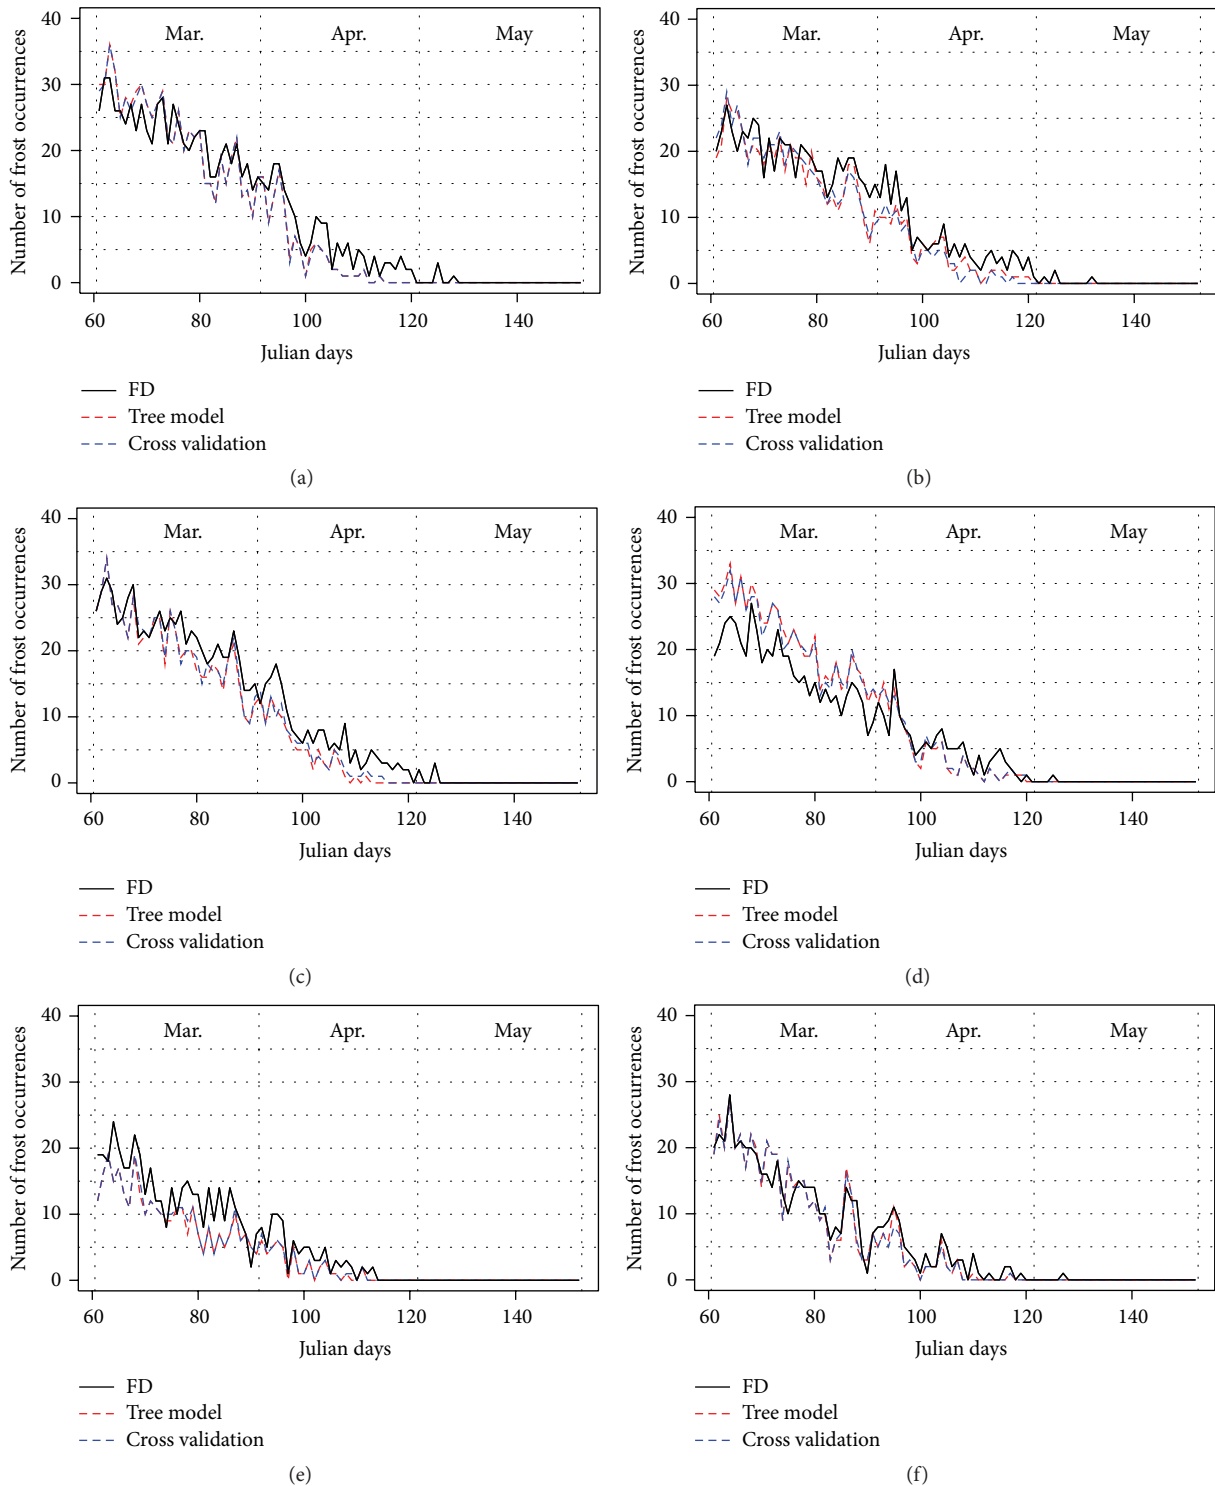 Number of frost occurrences
40
30
20
10
0
Mar.
Apr.
May
60
80
100
120
140
Julian days
FD
Tree model
Cross validation
(a)
Number of frost occurrences
40
30
20
10
0
Mar.
Apr.
May
60
80
100
120
140
Julian days
FD
Tree model
Cross validation
(b)
Number of frost occurrences
40
30
20
10
0
Mar.
Apr.
May
60
80
100
120
140
Julian days
FD
Tree model
Cross validation
(c)
Number of frost occurrences
40
30
20
10
0
Mar.
Apr.
May
60
80
100
120
140
Julian days
FD
Tree model
Cross validation
(d)
Number of frost occurrences
40
30
20
10
0
Mar.
Apr.
May
60
80
100
120
140
Julian days
FD
Tree model
Cross validation
(e)
Number of frost occurrences
40
30
20
10
0
Mar.
Apr.
May
60
80
100
120
140
Julian days
FD
Tree model
Cross validation
(f)